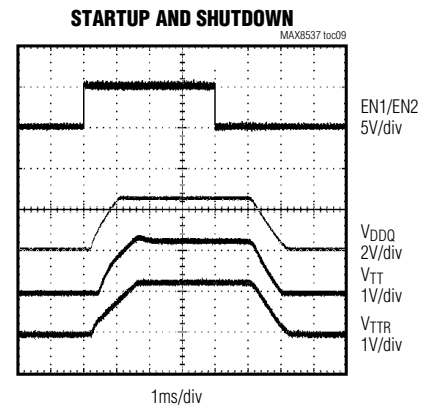 STARTUP AND SHUTDOWN
MAX8537 toc09
EN1/EN2
5V/div
VDDQ
2V/div
VTT
1V/div
VTTR
1V/div
1ms/div